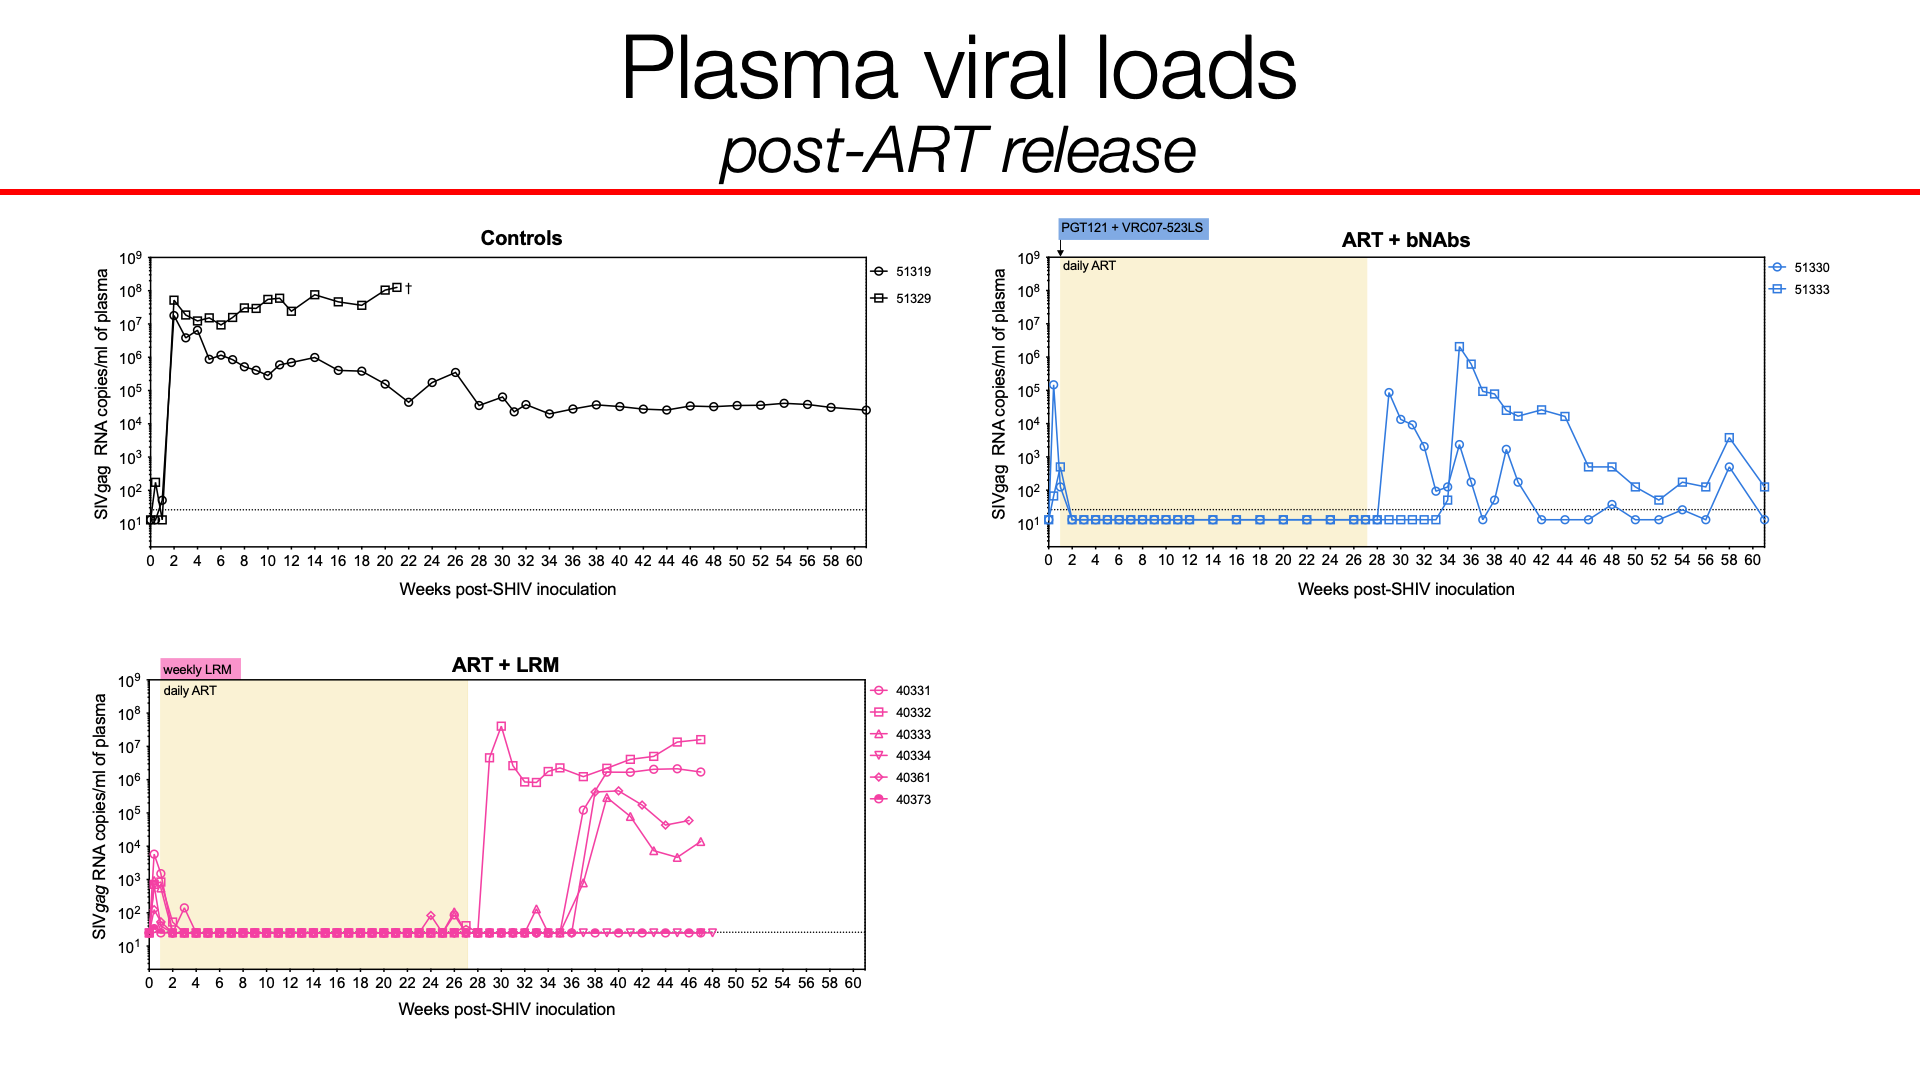 Plasma viral loads
post-ART release
Controls
SIVgag RNA copies/ml of plasma
10⁹
10⁸
10⁷
10⁶
10⁵
10⁴
10³
10²
10¹
†
51319
51329
0 2 4 6 8 10 12 14 16 18 20 22 24 26 28 30 32 34 36 38 40 42 44 46 48 50 52 54 56 58 60
Weeks post-SHIV inoculation
PGT121 + VRC07-523LS
ART + bNAbs
daily ART
SIVgag RNA copies/ml of plasma
10⁹
10⁸
10⁷
10⁶
10⁵
10⁴
10³
10²
10¹
51330
51333
0 2 4 6 8 10 12 14 16 18 20 22 24 26 28 30 32 34 36 38 40 42 44 46 48 50 52 54 56 58 60
Weeks post-SHIV inoculation
weekly LRM
ART + LRM
daily ART
SIVgag RNA copies/ml of plasma
10⁹
10⁸
10⁷
10⁶
10⁵
10⁴
10³
10²
10¹
40331
40332
40333
40334
40361
40373
0 2 4 6 8 10 12 14 16 18 20 22 24 26 28 30 32 34 36 38 40 42 44 46 48 50 52 54 56 58 60
Weeks post-SHIV inoculation